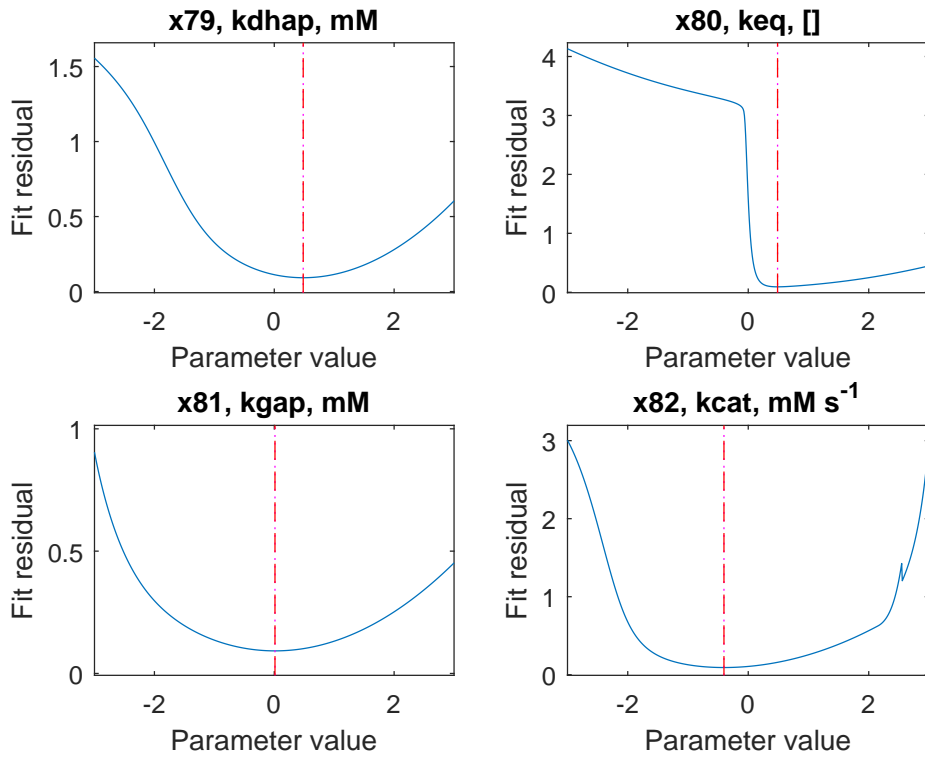 x79, kdhap, mM
Fit residual
1.5
1
0.5
0
-2
0
2
Parameter value
x80, keq, []
Fit residual
4
3
2
1
0
-2
0
2
Parameter value
x81, kgap, mM
Fit residual
1
0.5
0
-2
0
2
Parameter value
x82, kcat, mM s⁻¹
Fit residual
3
2
1
0
-2
0
2
Parameter value